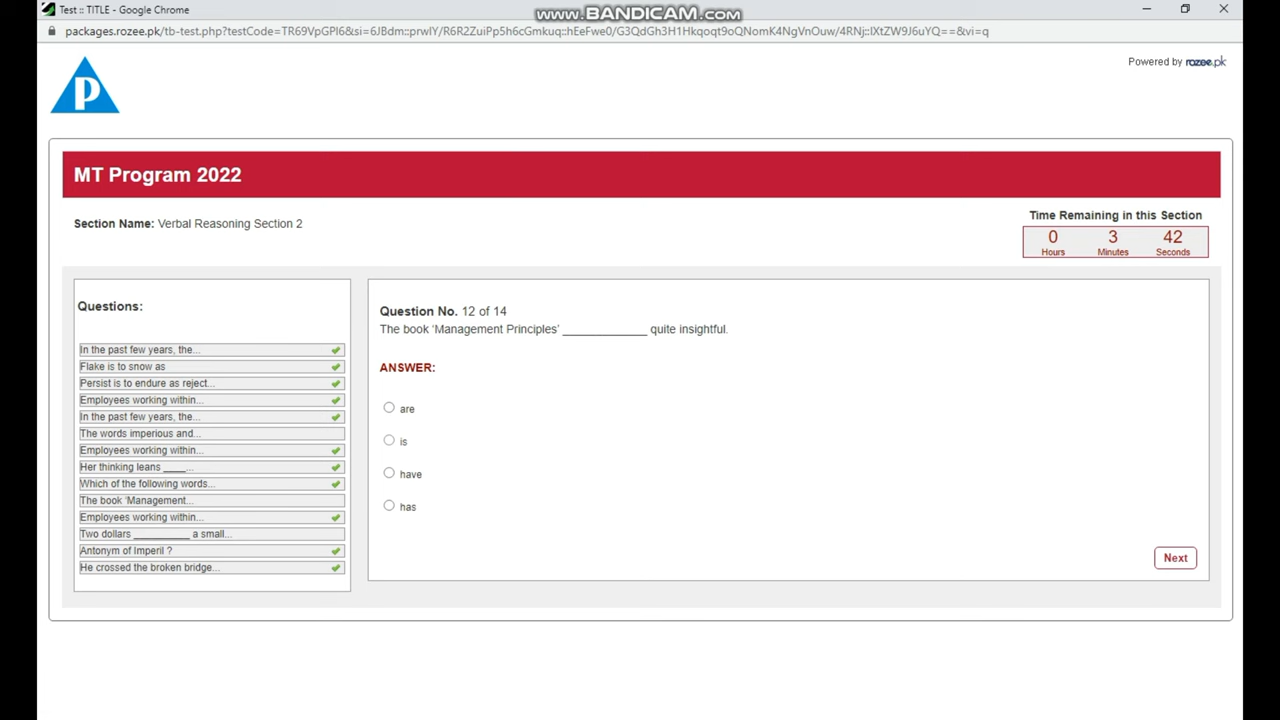 Test :: TITLE - Google Chrome
www.BANDICAM.com
packages.rozee.pk/tb-test.php?testCode=TR69VpGPI6&si=6JBdm::prwlY/R6R2ZuiPp5h6cGmkuq::hEeFwe0/G3QdGh3H1Hkqoqt9oQNomK4NgVnOuw/4RNj::IXtZW9J6uYQ==&vi=q
P
Powered by rozee.pk
MT Program 2022
Section Name: Verbal Reasoning Section 2
Time Remaining in this Section
0 3 42
Hours Minutes Seconds
Questions:
In the past few years, the...
Flake is to snow as
Persist is to endure as reject...
Employees working within...
In the past few years, the...
The words imperious and...
Employees working within...
Her thinking leans ____...
Which of the following words...
The book 'Management...
Employees working within...
Two dollars __________ a small...
Antonym of Imperil ?
He crossed the broken bridge...
Question No. 12 of 14
The book 'Management Principles' _____________ quite insightful.
ANSWER:
are
is
have
has
Next